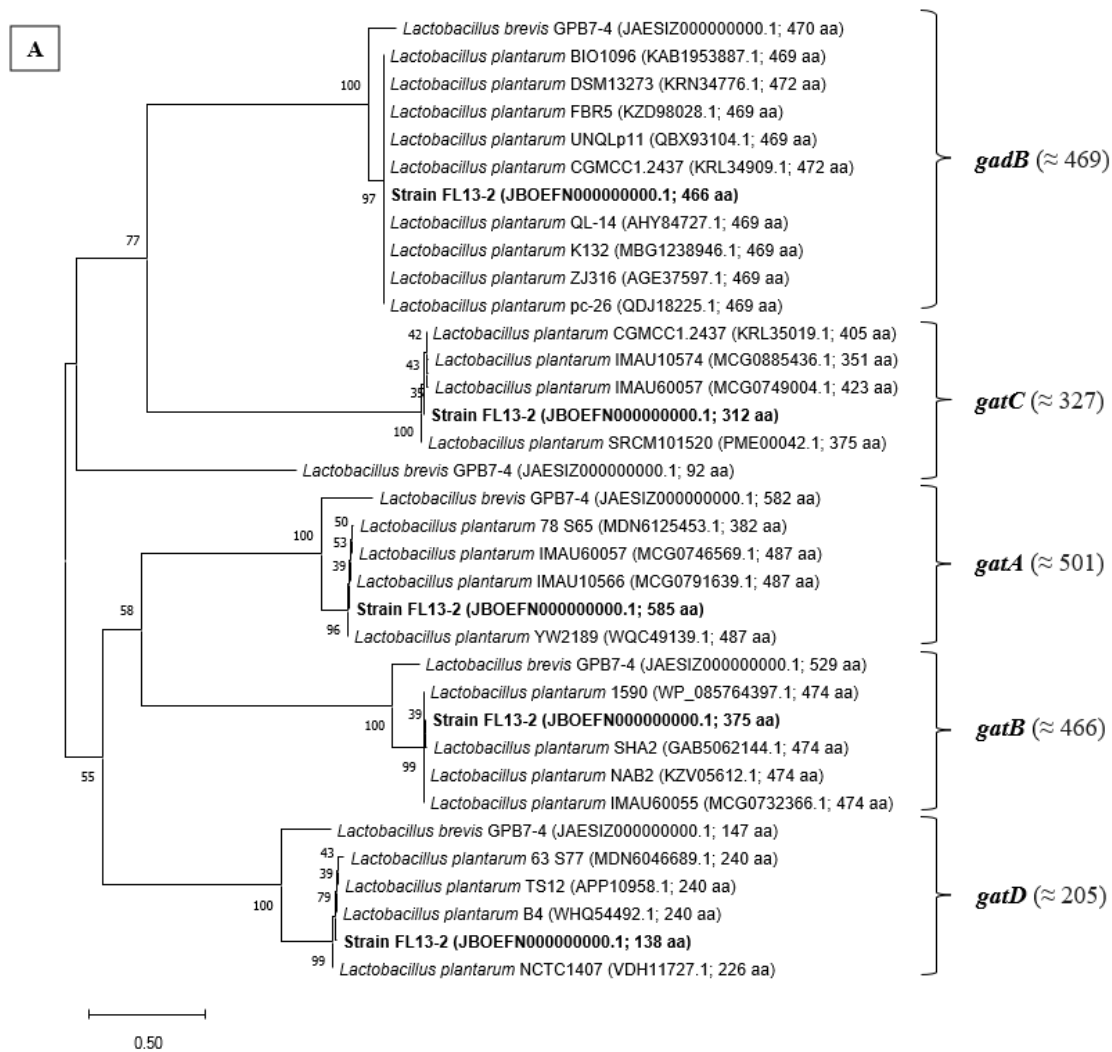 A
Lactobacillus brevis GPB7-4 (JAESIZ000000000.1; 470 aa)
Lactobacillus plantarum BIO1096 (KAB1953887.1; 469 aa)
100
Lactobacillus plantarum DSM13273 (KRN34776.1; 472 aa)
Lactobacillus plantarum FBR5 (KZD98028.1; 469 aa)
Lactobacillus plantarum UNQLp11 (QBX93104.1; 469 aa)
gadB (≈ 469)
Lactobacillus plantarum CGMCC1.2437 (KRL34909.1; 472 aa)
97
Strain FL13-2 (JBOEFN000000000.1; 466 aa)
Lactobacillus plantarum QL-14 (AHY84727.1; 469 aa)
77
Lactobacillus plantarum K132 (MBG1238946.1; 469 aa)
Lactobacillus plantarum ZJ316 (AGE37597.1; 469 aa)
Lactobacillus plantarum pc-26 (QDJ18225.1; 469 aa)
42
Lactobacillus plantarum CGMCC1.2437 (KRL35019.1; 405 aa)
43
Lactobacillus plantarum IMAU10574 (MCG0885436.1; 351 aa)
35
Lactobacillus plantarum IMAU60057 (MCG0749004.1; 423 aa)
gatC (≈ 327)
Strain FL13-2 (JBOEFN000000000.1; 312 aa)
100
Lactobacillus plantarum SRCM101520 (PME00042.1; 375 aa)
Lactobacillus brevis GPB7-4 (JAESIZ000000000.1; 92 aa)
Lactobacillus brevis GPB7-4 (JAESIZ000000000.1; 582 aa)
50
Lactobacillus plantarum 78 S65 (MDN6125453.1; 382 aa)
100
53
Lactobacillus plantarum IMAU60057 (MCG0746569.1; 487 aa)
gatA (≈ 501)
39
Lactobacillus plantarum IMAU10566 (MCG0791639.1; 487 aa)
58
Strain FL13-2 (JBOEFN000000000.1; 585 aa)
96
Lactobacillus plantarum YW2189 (WQC49139.1; 487 aa)
Lactobacillus brevis GPB7-4 (JAESIZ000000000.1; 529 aa)
Lactobacillus plantarum 1590 (WP_085764397.1; 474 aa)
39
Strain FL13-2 (JBOEFN000000000.1; 375 aa)
100
gatB (≈ 466)
Lactobacillus plantarum SHA2 (GAB5062144.1; 474 aa)
99
Lactobacillus plantarum NAB2 (KZV05612.1; 474 aa)
55
Lactobacillus plantarum IMAU60055 (MCG0732366.1; 474 aa)
Lactobacillus brevis GPB7-4 (JAESIZ000000000.1; 147 aa)
43
Lactobacillus plantarum 63 S77 (MDN6046689.1; 240 aa)
39
Lactobacillus plantarum TS12 (APP10958.1; 240 aa)
79
gatD (≈ 205)
100
Lactobacillus plantarum B4 (WHQ54492.1; 240 aa)
Strain FL13-2 (JBOEFN000000000.1; 138 aa)
99
Lactobacillus plantarum NCTC1407 (VDH11727.1; 226 aa)
0.50